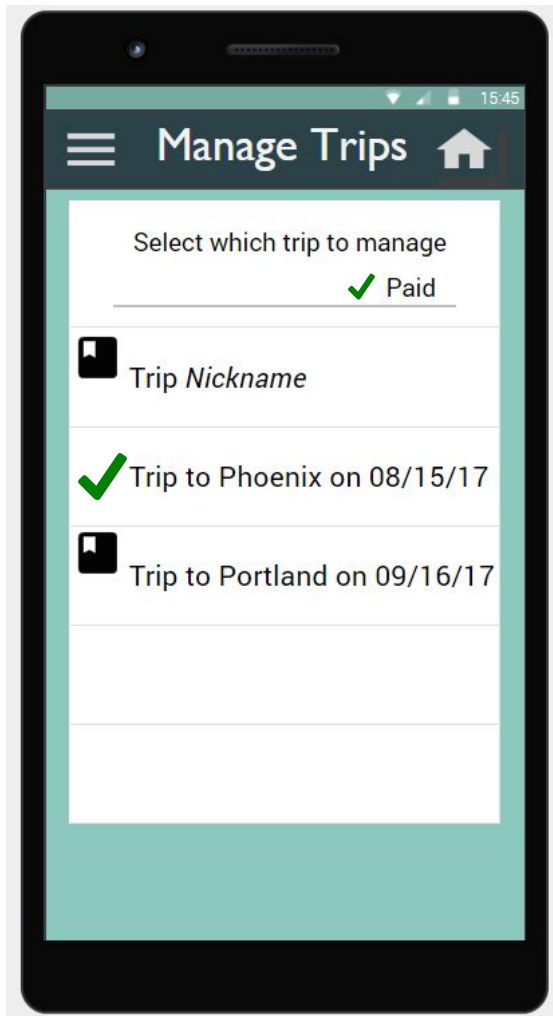 15:45
Manage Trips
Select which trip to manage
Paid
Trip Nickname
Trip to Phoenix on 08/15/17
Trip to Portland on 09/16/17